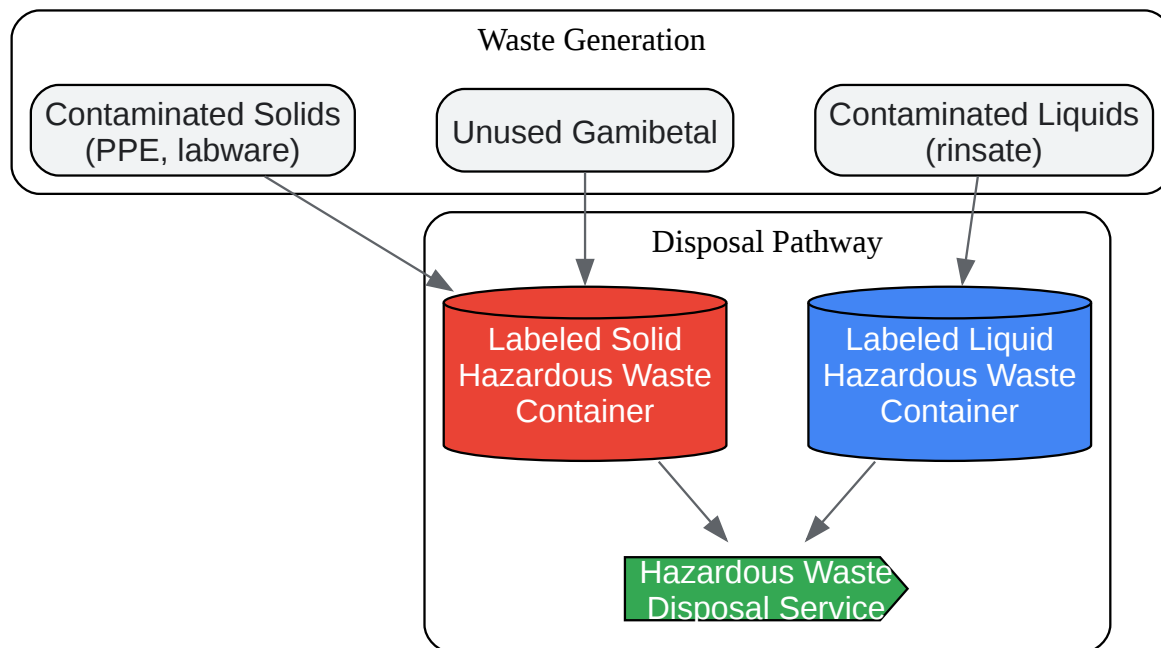 Waste Generation
Contaminated Solids
(PPE, labware)
Unused Gamibetal
Contaminated Liquids
(rinsate)
Disposal Pathway
Labeled Solid
Hazardous Waste
Container
Labeled Liquid
Hazardous Waste
Container
Hazardous Waste
Disposal Service